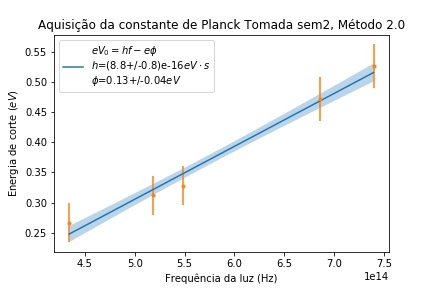 Aquisição da constante de Planck Tomada sem2, Método 2.0
eV₀ = hf − eϕ
h=(8.8+/-0.8)e-16eV · s
ϕ=0.13+/-0.04eV
Energia de corte (eV)
0.55
0.50
0.45
0.40
0.35
0.30
0.25
4.5 5.0 5.5 6.0 6.5 7.0 7.5
1e14
Frequência da luz (Hz)